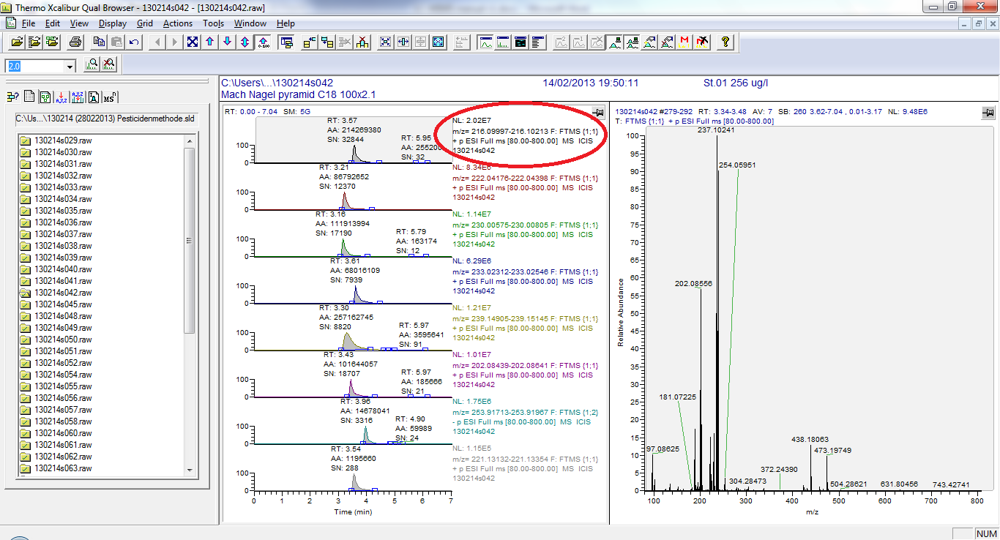 Thermo Xcalibur Qual Browser - 130214s042 - [130214s042.raw]
File Edit View Display Grid Actions Tools Window Help
2.0
C:\Us...\130214 (28022013) Pesticidenmethode.sld
130214s029.raw
130214s030.raw
130214s031.raw
130214s032.raw
130214s033.raw
130214s034.raw
130214s035.raw
130214s036.raw
130214s037.raw
130214s038.raw
130214s039.raw
130214s040.raw
130214s041.raw
130214s042.raw
130214s045.raw
130214s048.raw
130214s049.raw
130214s050.raw
130214s051.raw
130214s052.raw
130214s054.raw
130214s055.raw
130214s056.raw
130214s057.raw
130214s058.raw
130214s060.raw
130214s061.raw
130214s062.raw
130214s063.raw
C:\Users\...\130214s042 14/02/2013 19:50:11 St.01 256 ug/l
Mach Nagel pyramid C18 100x2.1
RT: 0.00 - 7.04 SM: 5G
RT: 3.57
AA: 214269380
SN: 32844
RT: 5.95
AA: 255200
SN: 32
100
0
NL: 2.02E7
m/z= 216.09997-216.10213 F: FTMS {1;1}
+ p ESI Full ms [80.00-800.00] MS ICIS
130214s042
RT: 3.21
AA: 86792652
SN: 12370
100
0
NL: 8.34E6
m/z= 222.04176-222.04398 F: FTMS {1;1}
+ p ESI Full ms [80.00-800.00] MS ICIS
130214s042
RT: 3.16
AA: 111913994
SN: 17190
RT: 5.79
AA: 163174
SN: 12
100
0
NL: 1.14E7
m/z= 230.00575-230.00805 F: FTMS {1;1}
+ p ESI Full ms [80.00-800.00] MS ICIS
130214s042
RT: 3.61
AA: 68016109
SN: 7939
100
0
NL: 6.29E6
m/z= 233.02312-233.02546 F: FTMS {1;1}
+ p ESI Full ms [80.00-800.00] MS ICIS
130214s042
RT: 3.30
AA: 257162745
SN: 8820
RT: 5.97
AA: 3595641
SN: 91
100
0
NL: 1.21E7
m/z= 239.14905-239.15145 F: FTMS {1;1}
+ p ESI Full ms [80.00-800.00] MS ICIS
130214s042
RT: 3.43
AA: 101644057
SN: 18707
RT: 5.97
AA: 185666
SN: 21
100
0
NL: 1.01E7
m/z= 202.08439-202.08641 F: FTMS {1;1}
+ p ESI Full ms [80.00-800.00] MS ICIS
130214s042
RT: 3.96
AA: 14678041
SN: 3316
RT: 4.90
AA: 59989
SN: 24
100
0
NL: 1.75E6
m/z= 253.91713-253.91967 F: FTMS {1;2}
- p ESI Full ms [80.00-800.00] MS ICIS
130214s042
RT: 3.54
AA: 1195660
SN: 288
100
0
NL: 1.15E5
m/z= 221.13132-221.13354 F: FTMS {1;1}
+ p ESI Full ms [80.00-800.00] MS ICIS
130214s042
0 1 2 3 4 5 6 7
Time (min)
130214s042 #279-292 RT: 3.34-3.48 AV: 7 SB: 260 3.62-7.04 , 0.01-3.17 NL: 9.48E6
T: FTMS {1;1} + p ESI Full ms [80.00-800.00]
237.10241
254.05951
202.08556
181.07225
97.08625
438.18063
473.19749
372.24390
304.28473
504.28621
631.80456
743.42741
100
95
90
85
80
75
70
65
60
55
50
45
40
35
30
25
20
15
10
5
0
Relative Abundance
100 200 300 400 500 600 700 800
m/z
NUM